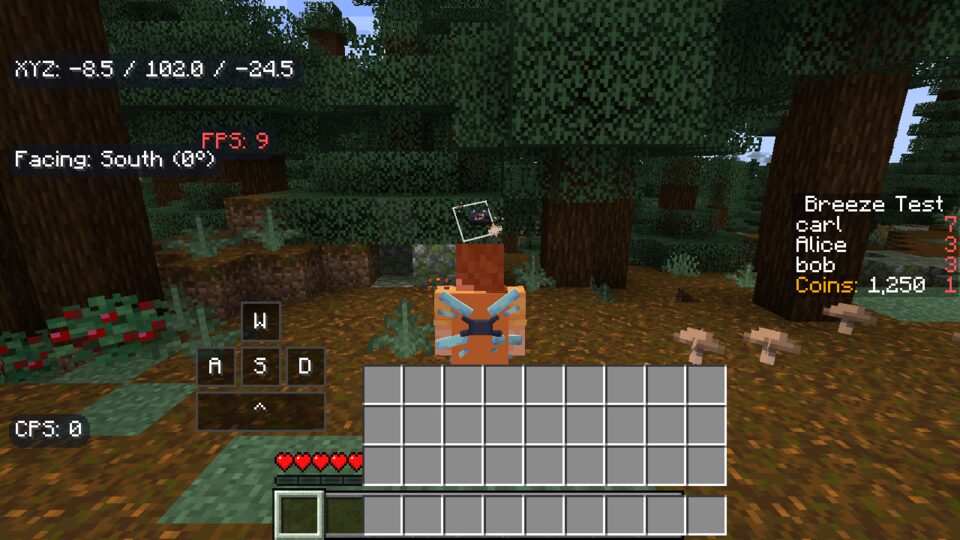 XYZ: -8.5 / 102.0 / -24.5
FPS: 9
Facing: South (0°)
Breeze Test
carl 7
Alice 3
bob 3
Coins: 1,250 1
W
A S D
^
CPS: 0